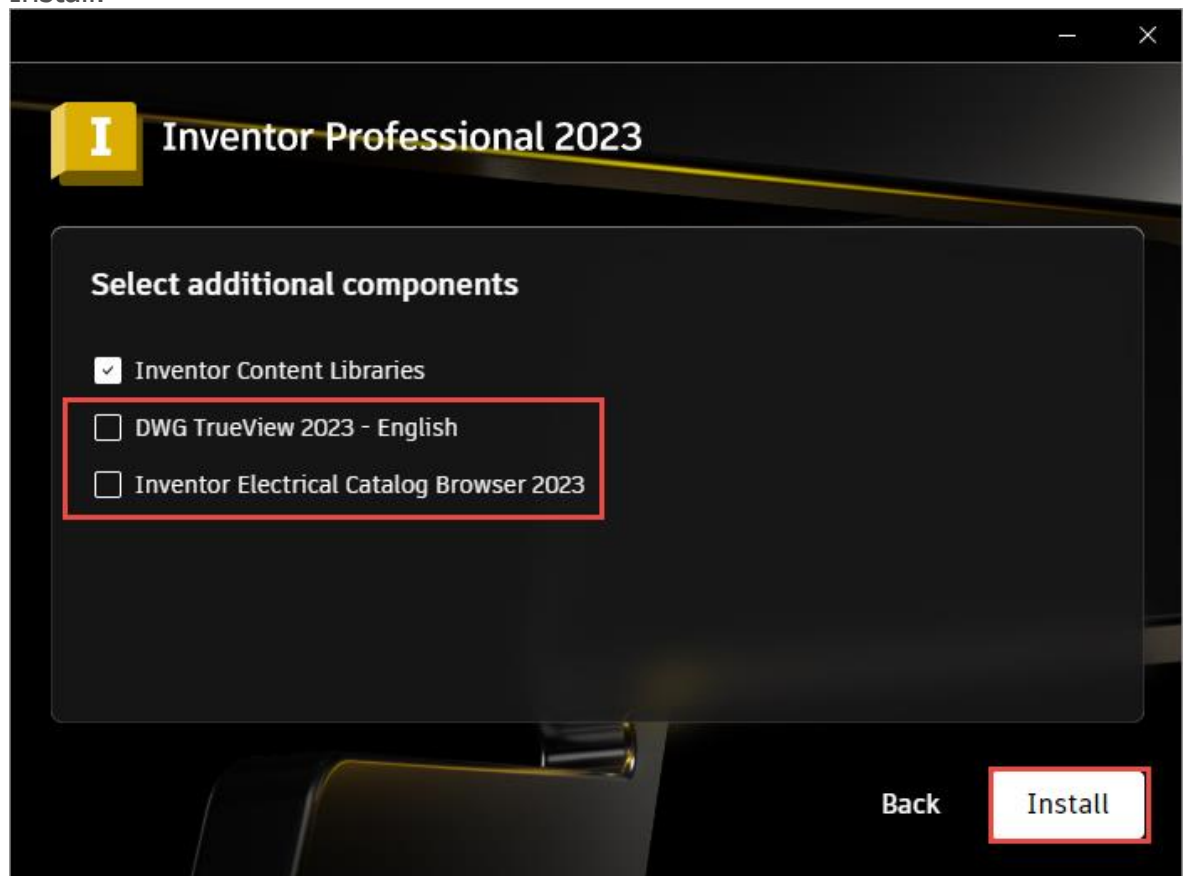 Install.
I Inventor Professional 2023
Select additional components
Inventor Content Libraries
DWG TrueView 2023 - English
Inventor Electrical Catalog Browser 2023
Back Install